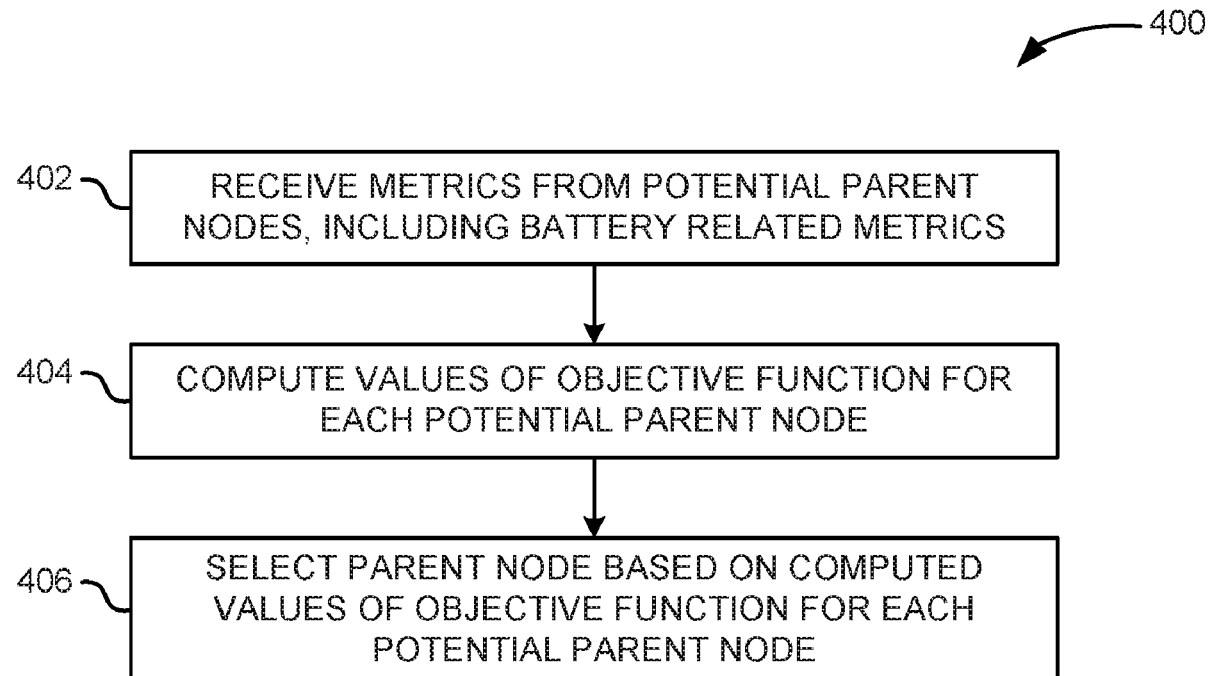 400
402
RECEIVE METRICS FROM POTENTIAL PARENT
NODES, INCLUDING BATTERY RELATED METRICS
404
COMPUTE VALUES OF OBJECTIVE FUNCTION FOR
EACH POTENTIAL PARENT NODE
406
SELECT PARENT NODE BASED ON COMPUTED
VALUES OF OBJECTIVE FUNCTION FOR EACH
POTENTIAL PARENT NODE